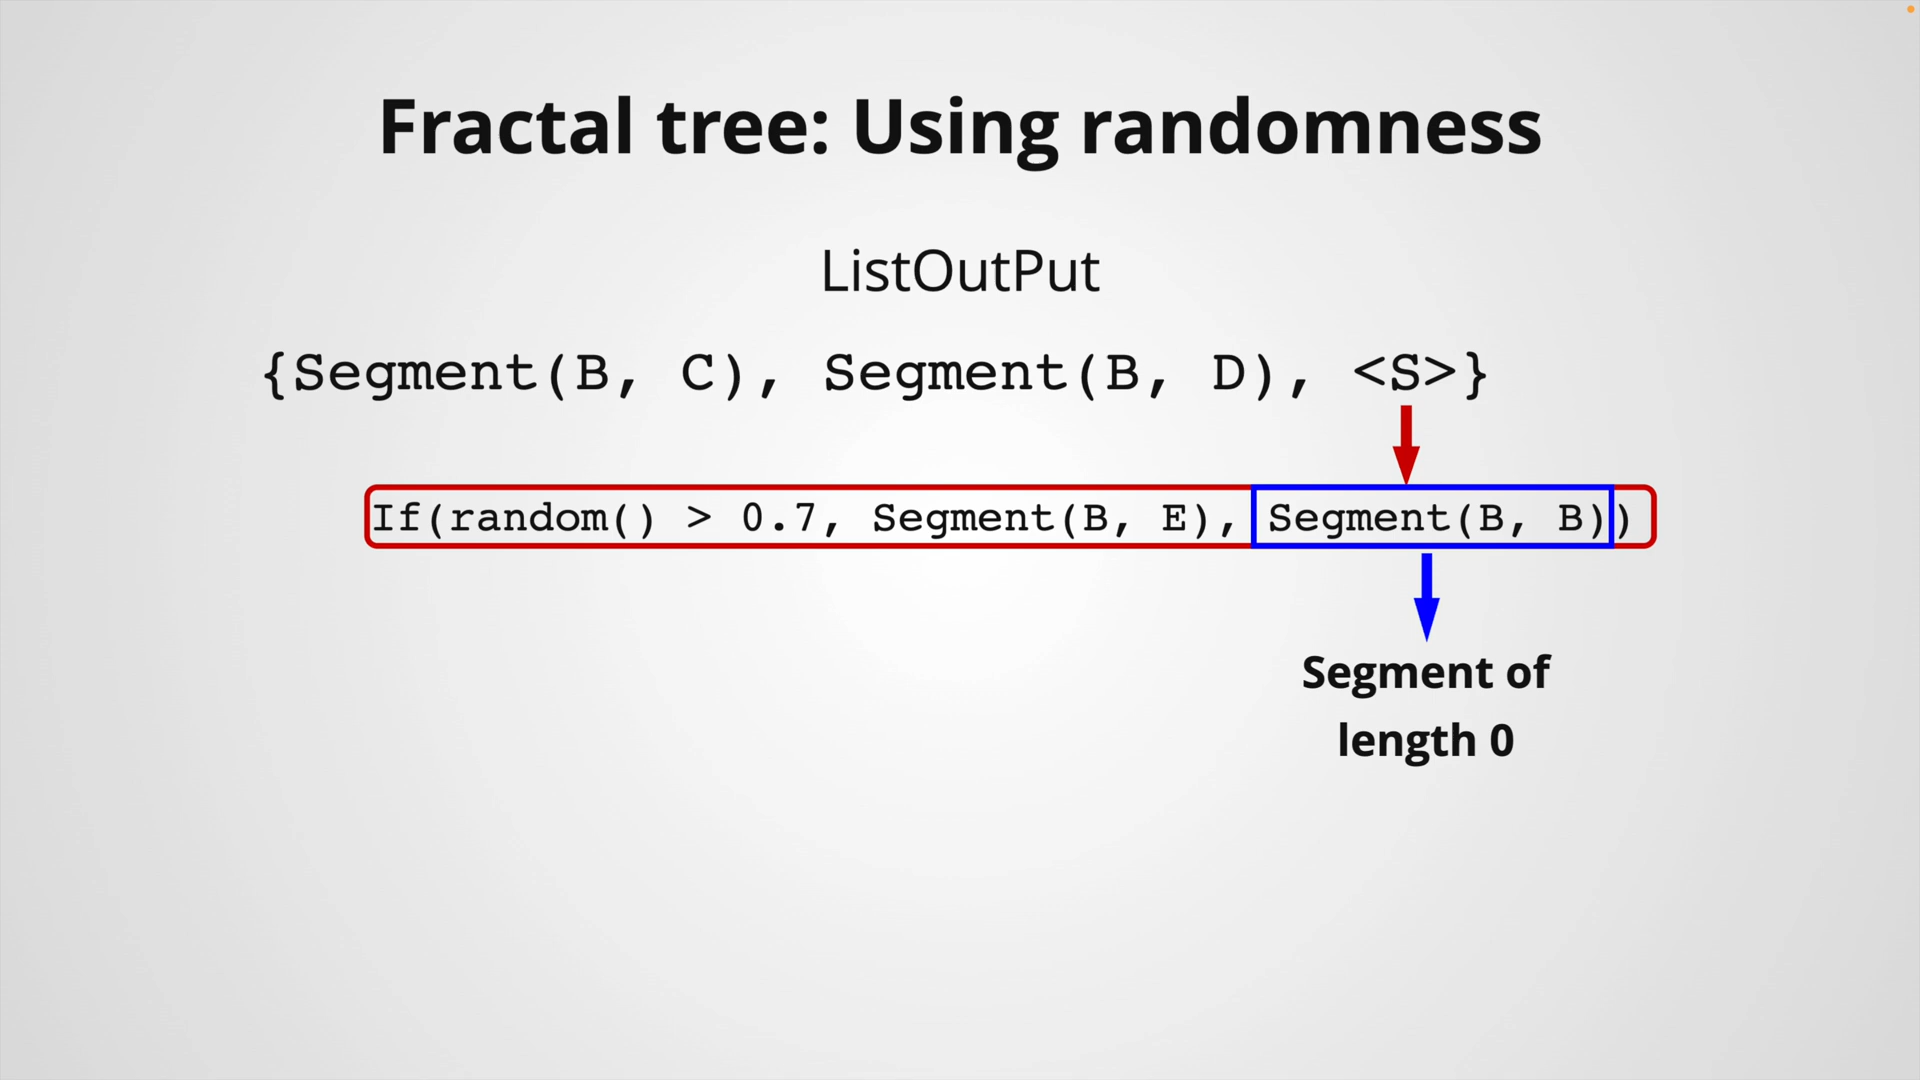 Fractal tree: Using randomness
ListOutPut
{Segment(B, C), Segment(B, D), <S>}
If(random() > 0.7, Segment(B, E), Segment(B, B))
Segment of
length 0